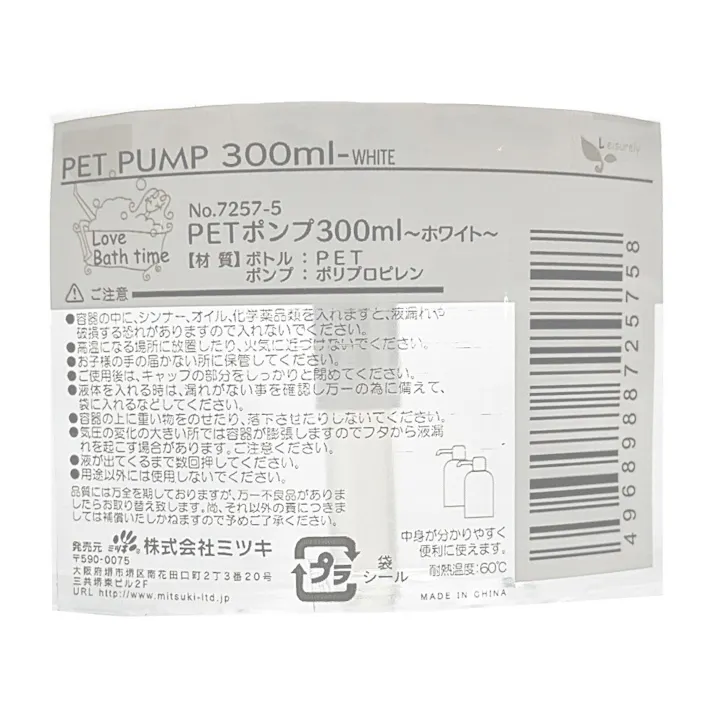 PET PUMP 300ml-WHITE
Leisurely
Love
Bath time
No.7257-5
PETポンプ300ml～ホワイト～
【材 質】ボトル：PET
ポンプ：ポリプロピレン
ご注意
●容器の中に、シンナー、オイル、化学薬品類を入れますと、液漏れや
破損する恐れがありますので入れないでください。
●高温になる場所に放置したり、火気に近づけないでください。
●お子様の手の届かない所に保管してください。
●ご使用後は、キャップの部分をしっかりと閉めてください。
●液体を入れる時は、漏れがない事を確認し万一の為に備えて、
袋に入れるなどしてください。
●容器の上に重い物をのせたり、落下させたりしないでください。
●気圧の変化の大きい所では容器が膨張しますのでフタから液漏
れを起こす場合があります。ご注意ください。
●液が出てくるまで数回押してください。
●用途以外には使用しないでください。
品質には万全を期しておりますが、万一不良品がありま
したらお取り替え致します。尚、それ以外の責につきま
しては補償いたしかねますので予めご了承ください。
発売元 ミツキ 株式会社ミツキ
〒590-0075
大阪府堺市堺区南花田口町2丁3番20号
三共堺東ビル2F
URL http://www.mitsuki-ltd.jp
プラ
袋
シール
中身が分かりやすく
便利に使えます。
耐熱温度:60℃
MADE IN CHINA
4968988725758